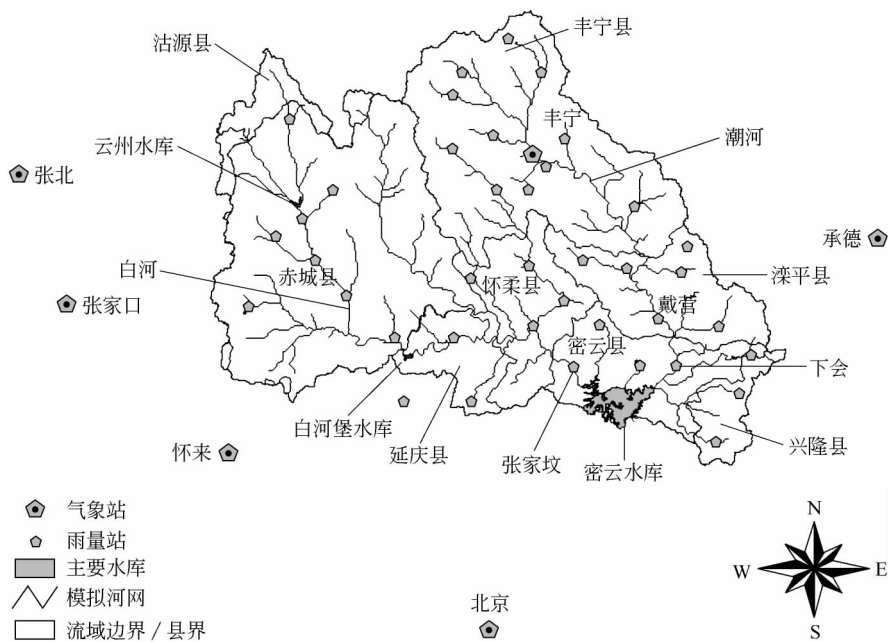 丰宁县
沽源县
丰宁
云州水库
潮河
张北
承德
白河
赤城县
怀柔县
滦平县
张家口
戴营
密云县
下会
白河堡水库
延庆县
张家坟
密云水库
兴隆县
怀来
气象站
雨量站
主要水库
模拟河网
流域边界/县界
北京
N
W
E
S